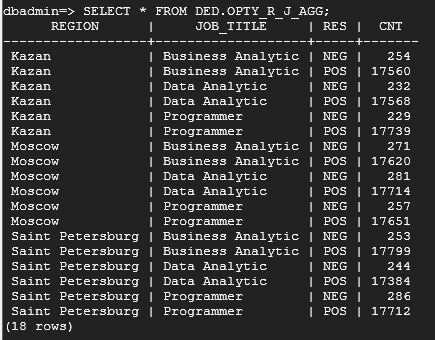 dbadmin=> SELECT * FROM DED.OPTY_R_J_AGG;
REGION | JOB_TITLE | RES | CNT
------------------+--------------------+-----+-------
Kazan | Business Analytic | NEG | 254
Kazan | Business Analytic | POS | 17560
Kazan | Data Analytic | NEG | 232
Kazan | Data Analytic | POS | 17568
Kazan | Programmer | NEG | 229
Kazan | Programmer | POS | 17739
Moscow | Business Analytic | NEG | 271
Moscow | Business Analytic | POS | 17620
Moscow | Data Analytic | NEG | 281
Moscow | Data Analytic | POS | 17714
Moscow | Programmer | NEG | 257
Moscow | Programmer | POS | 17651
Saint Petersburg | Business Analytic | NEG | 253
Saint Petersburg | Business Analytic | POS | 17799
Saint Petersburg | Data Analytic | NEG | 244
Saint Petersburg | Data Analytic | POS | 17384
Saint Petersburg | Programmer | NEG | 286
Saint Petersburg | Programmer | POS | 17712
(18 rows)